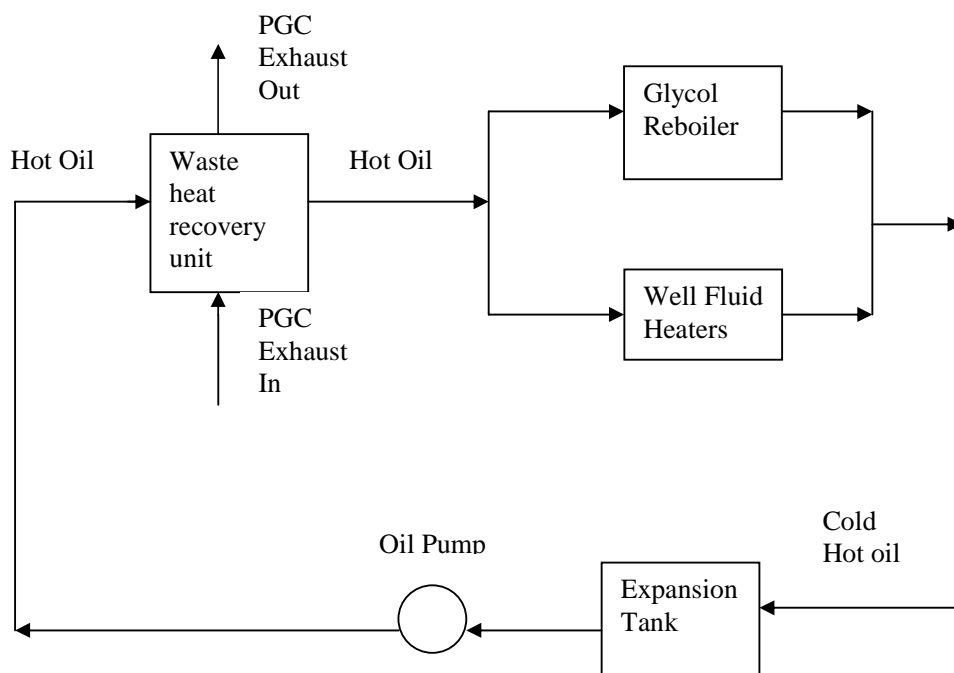 PGC
Exhaust
Out
Glycol
Reboiler
Hot Oil
Waste
heat
recovery
unit
Hot Oil
Well Fluid
Heaters
PGC
Exhaust
In
Cold
Hot oil
Oil Pump
Expansion
Tank